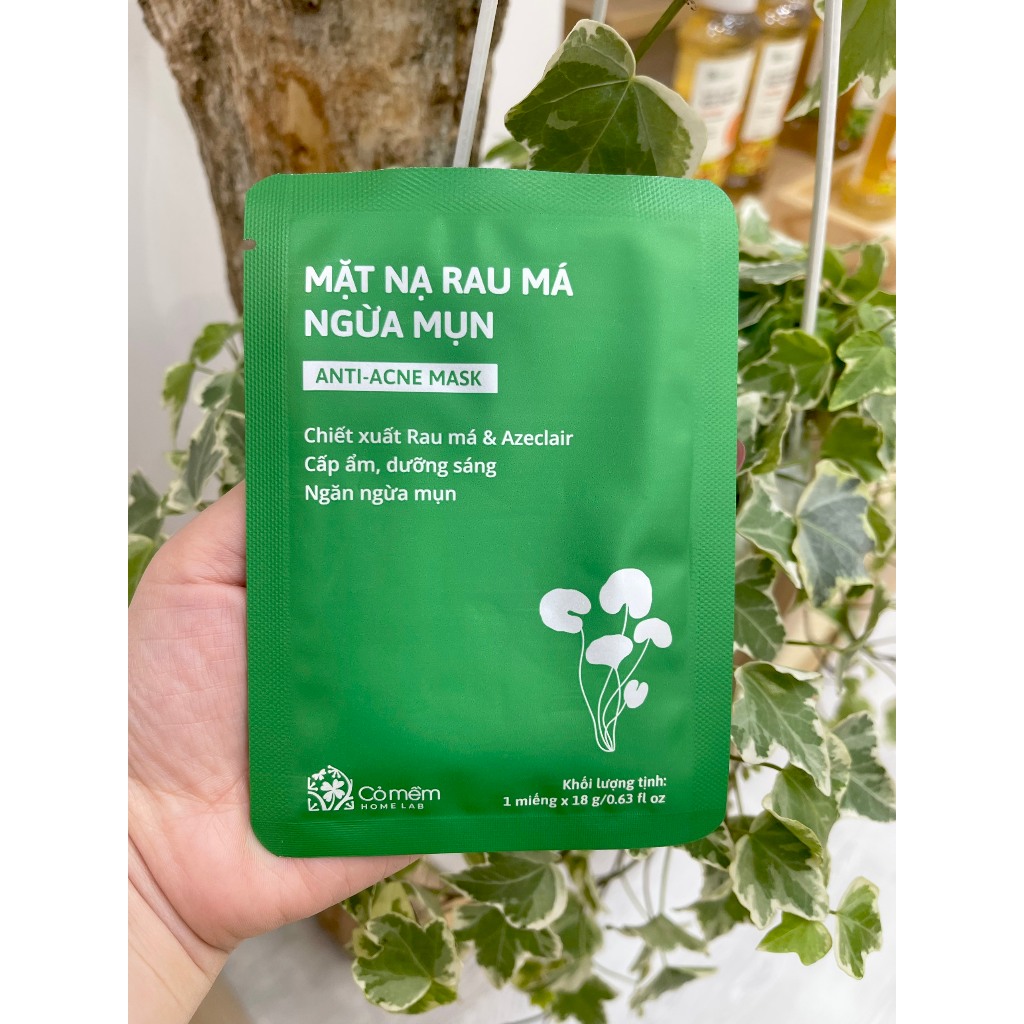 MẶT NẠ RAU MÁ
NGỪA MỤN
ANTI-ACNE MASK
Chiết xuất Rau má & Azeclair
Cấp ẩm, dưỡng sáng
Ngăn ngừa mụn
Cỏ mềm
HOME LAB
Khối lượng tịnh:
1 miếng x 18 g/0.63 fl oz